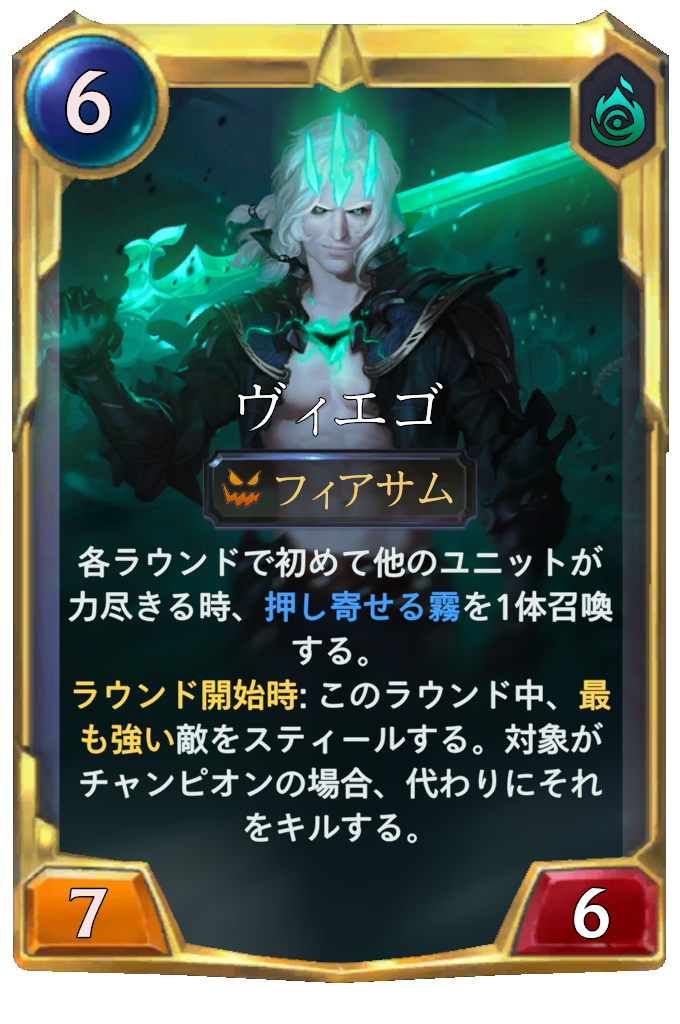 6
ヴィエゴ
フィアサム
各ラウンドで初めて他のユニットが
力尽きる時、押し寄せる霧を1体召喚
する。
ラウンド開始時: このラウンド中、最
も強い敵をスティールする。対象が
チャンピオンの場合、代わりにそれ
をキルする。
7
6